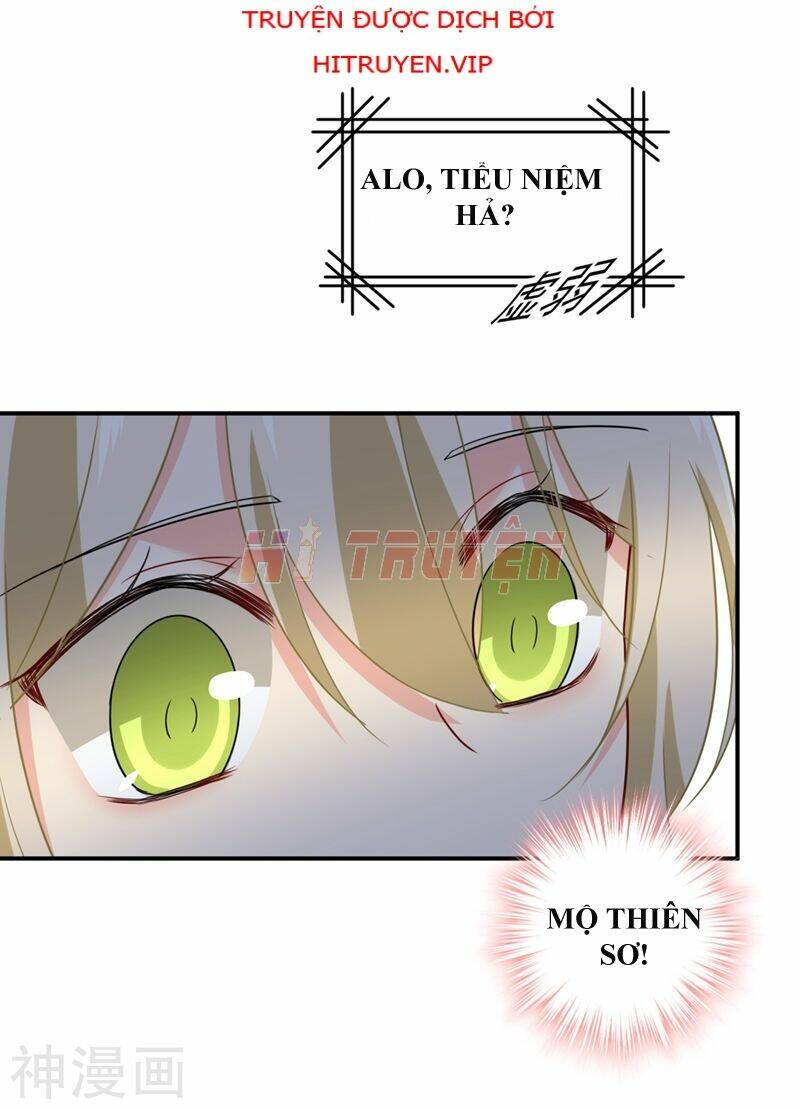 TRUYỆN ĐƯỢC DỊCH BỞI
HITRUYEN.VIP
ALO, TIỂU NIỆM
HẢ?
虚弱
HI TRUYỆN
MỘ THIÊN
SƠ!
神漫画